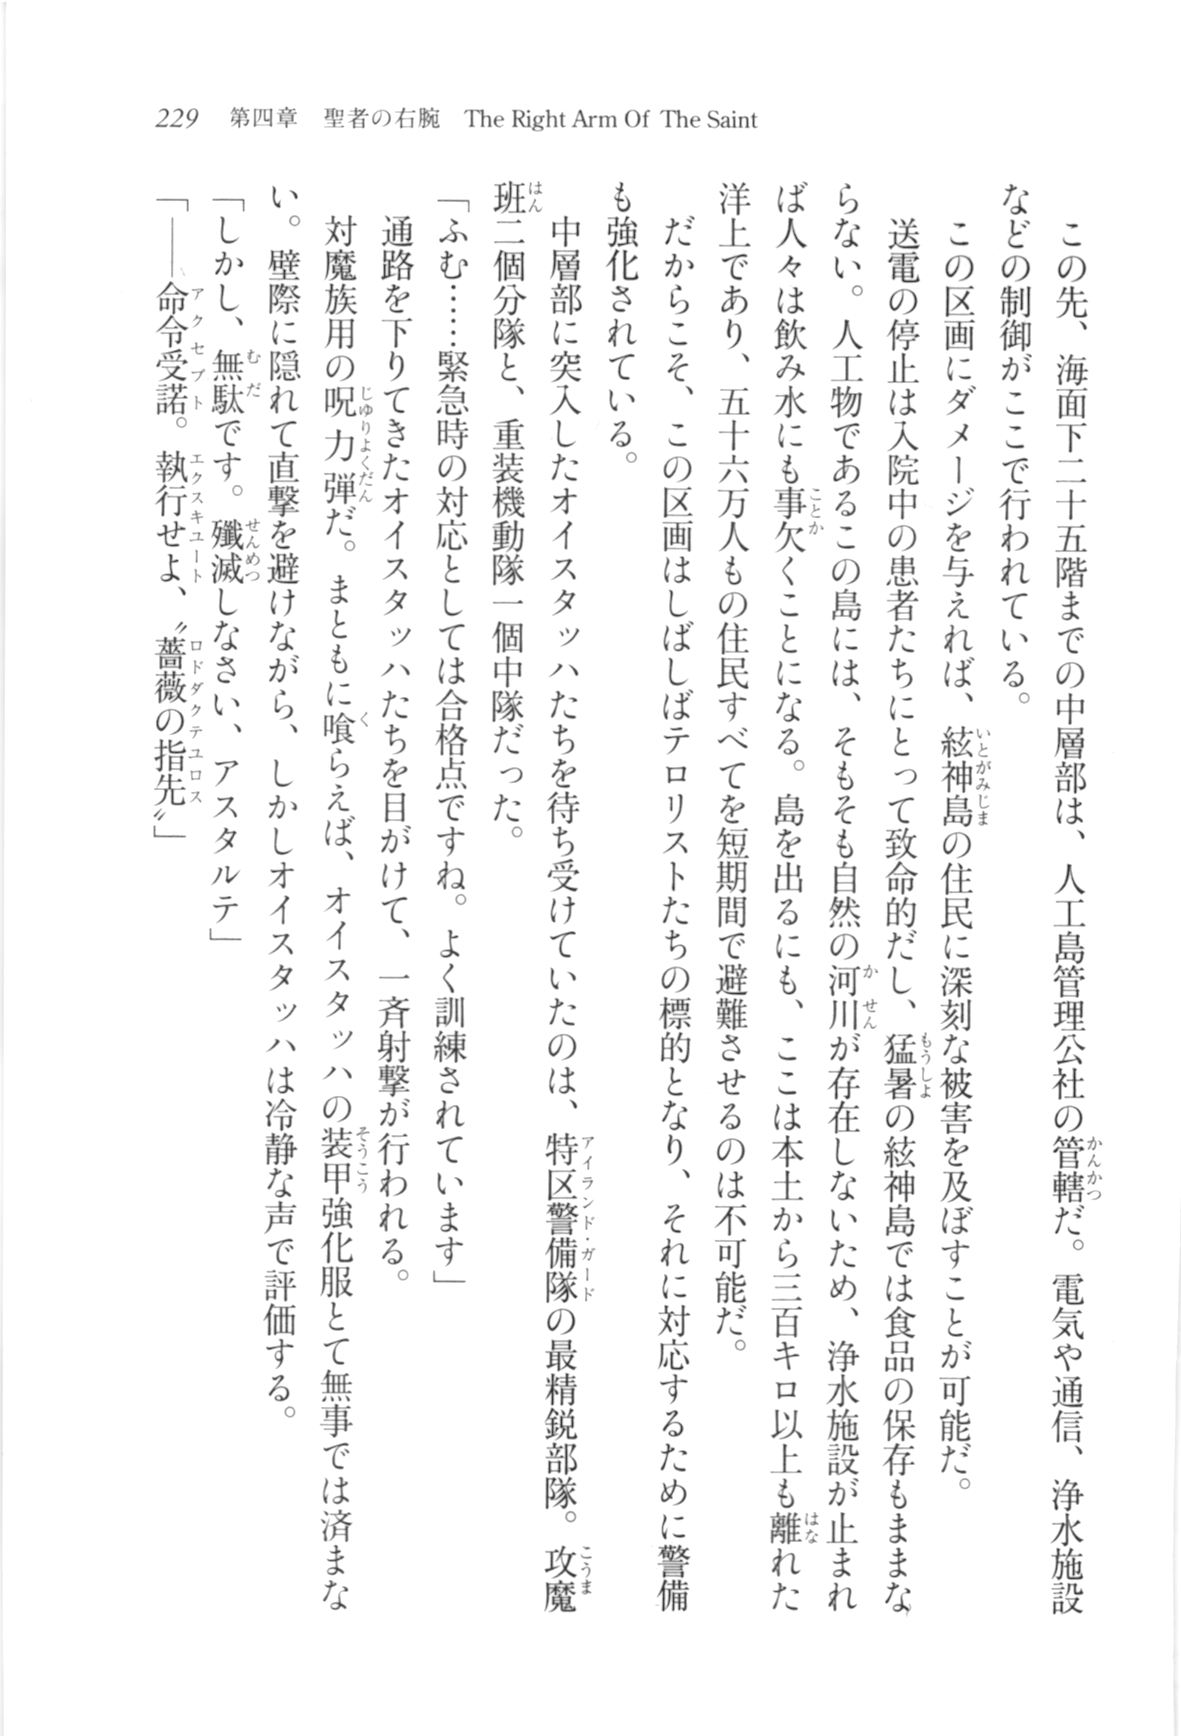 229 第四章 聖者の右腕 The Right Arm Of The Saint
この先、海面下二十五階までの中層部は、人工島管理公社の管轄だ。電気や通信、浄水施設
などの制御がここで行われている。
この区画にダメージを与えれば、絃神島の住民に深刻な被害を及ぼすことが可能だ。
送電の停止は入院中の患者たちにとって致命的だし、猛暑の絃神島では食品の保存もままな
らない。人工物であるこの島には、そもそも自然の河川が存在しないため、浄水施設が止まれ
ば人々は飲み水にも事欠くことになる。島を出るにも、ここは本土から三百キロ以上も離れた
洋上であり、五十六万人もの住民すべてを短期間で避難させるのは不可能だ。
だからこそ、この区画はしばしばテロリストたちの標的となり、それに対応するために警備
も強化されている。
中層部に突入したオイスタッハたちを待ち受けていたのは、特区警備隊の最精鋭部隊。攻魔
班二個分隊と、重装機動隊一個中隊だった。
「ふむ……緊急時の対応としては合格点ですね。よく訓練されています」
通路を下りてきたオイスタッハたちを目がけて、一斉射撃が行われる。
対魔族用の呪力弾だ。まともに喰らえば、オイスタッハの装甲強化服とて無事では済まな
い。壁際に隠れて直撃を避けながら、しかしオイスタッハは冷静な声で評価する。
「しかし、無駄です。殲滅しなさい、アスタルテ」
「――命令受諾。執行せよ、〝薔薇の指先〟」